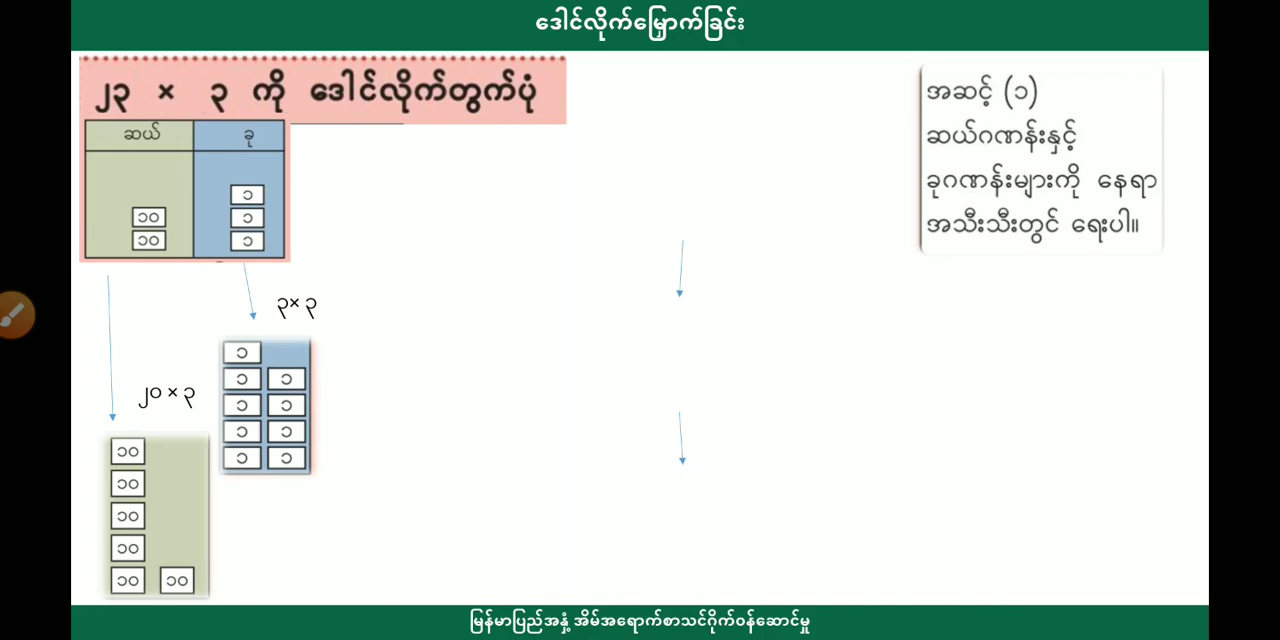 ဒေါင်လိုက်မြှောက်ခြင်း
၂၃ × ၃ ကို ဒေါင်လိုက်တွက်ပုံ
ဆယ် ခု
၁
၁၀ ၁
၁၀ ၁
အဆင့် (၁)
ဆယ်ဂဏန်းနှင့်
ခုဂဏန်းများကို နေရာ
အသီးသီးတွင် ရေးပါ။
၃× ၃
၁
၁ ၁
၁ ၁
၁ ၁
၁ ၁
၂၀ × ၃
၁၀
၁၀
၁၀
၁၀
၁၀ ၁၀
မြန်မာပြည်အနှံ့ အိမ်အရောက်စာသင်ဂိုက်ဝန်ဆောင်မှု